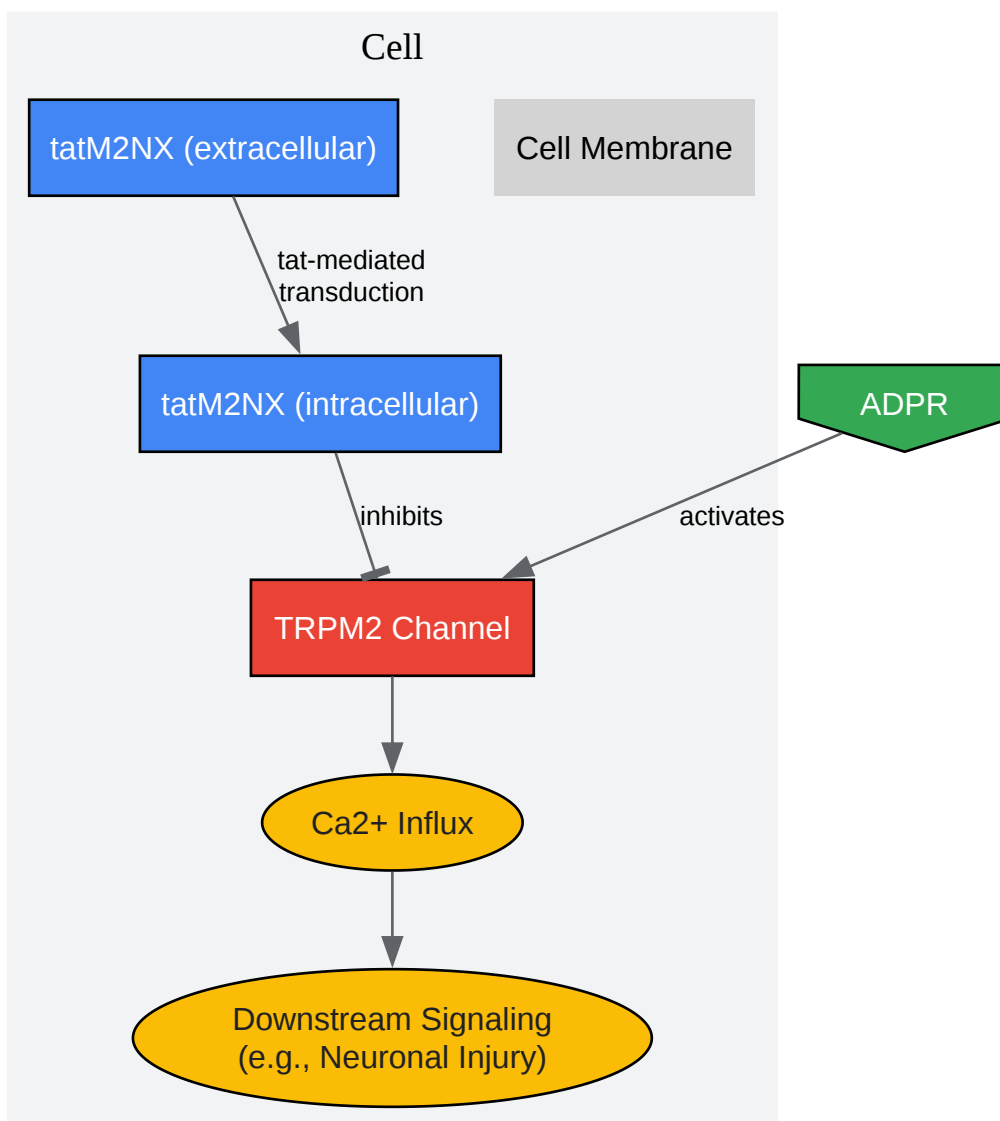 Cell
tatM2NX (extracellular)
Cell Membrane
tat-mediated
transduction
tatM2NX (intracellular)
ADPR
inhibits
activates
TRPM2 Channel
Ca2+ Influx
Downstream Signaling
(e.g., Neuronal Injury)